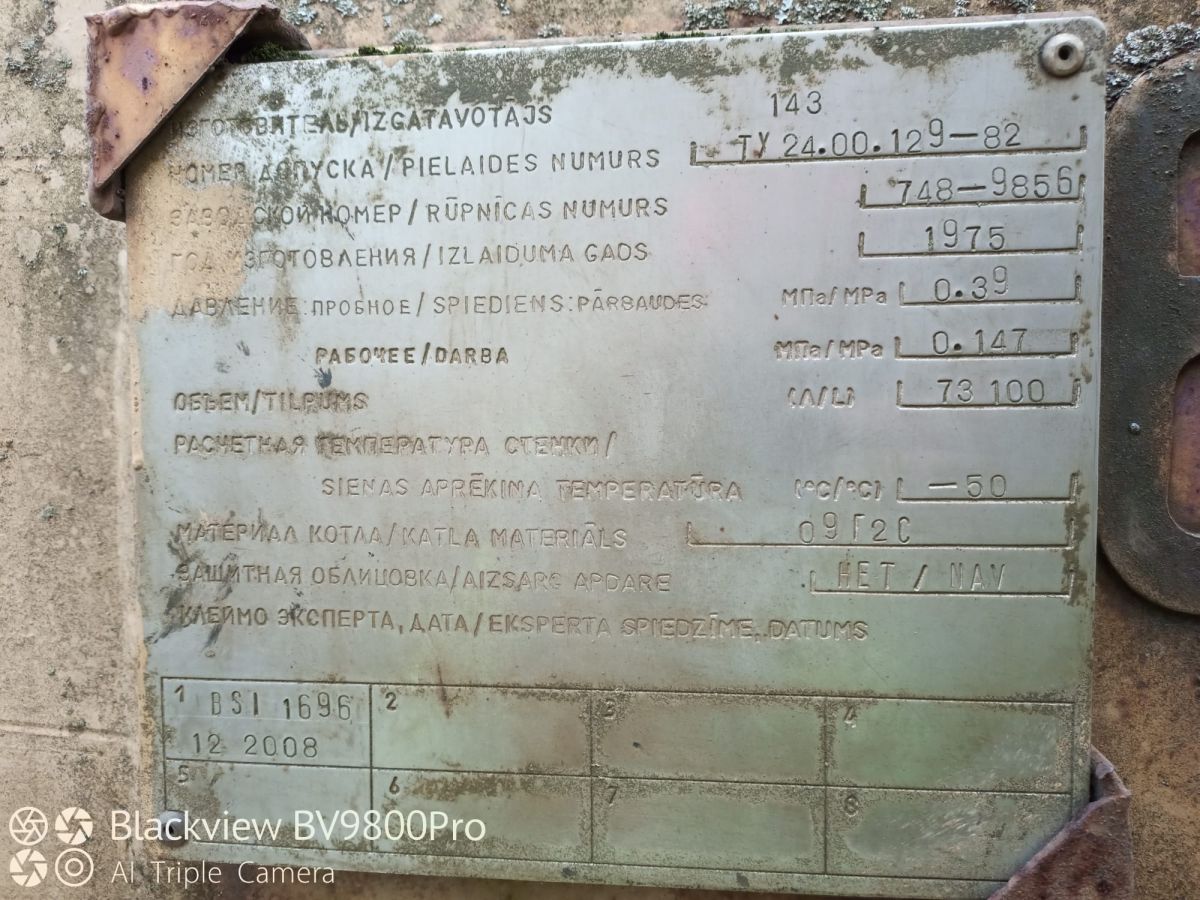 ИЗГОТОВИТЕЛЬ/IZGATAVOTĀJS 143
НОМЕР ДОПУСКА/PIELAIDES NUMURS ТУ 24.00.129-82
ЗАВОДСКОЙ НОМЕР/RŪPNĪCAS NUMURS 748-9856
ГОД ИЗГОТОВЛЕНИЯ/IZLAIDUMA GADS 1975
ДАВЛЕНИЕ:ПРОБНОЕ/SPIEDIENS:PĀRBAUDES МПа/MPa 0.39
РАБОЧЕЕ/DARBA МПа/MPa 0.147
ОБЪЕМ/TILPUMS (Л/L) 73 100
РАСЧЕТНАЯ ТЕМПЕРАТУРА СТЕНКИ/
SIENAS APRĒĶINA TEMPERATŪRA (°C/°C) -50
МАТЕРИАЛ КОТЛА/KATLA MATERIĀLS 09Г2С
ЗАЩИТНАЯ ОБЛИЦОВКА/AIZSARG APDARE НЕТ / NAV
КЛЕЙМО ЭКСПЕРТА, ДАТА/EKSPERTA SPIEDZĪME, DATUMS
1 BSI 1696 2 3 4
12 2008
5 6 7 8
Blackview BV9800Pro
AI Triple Camera